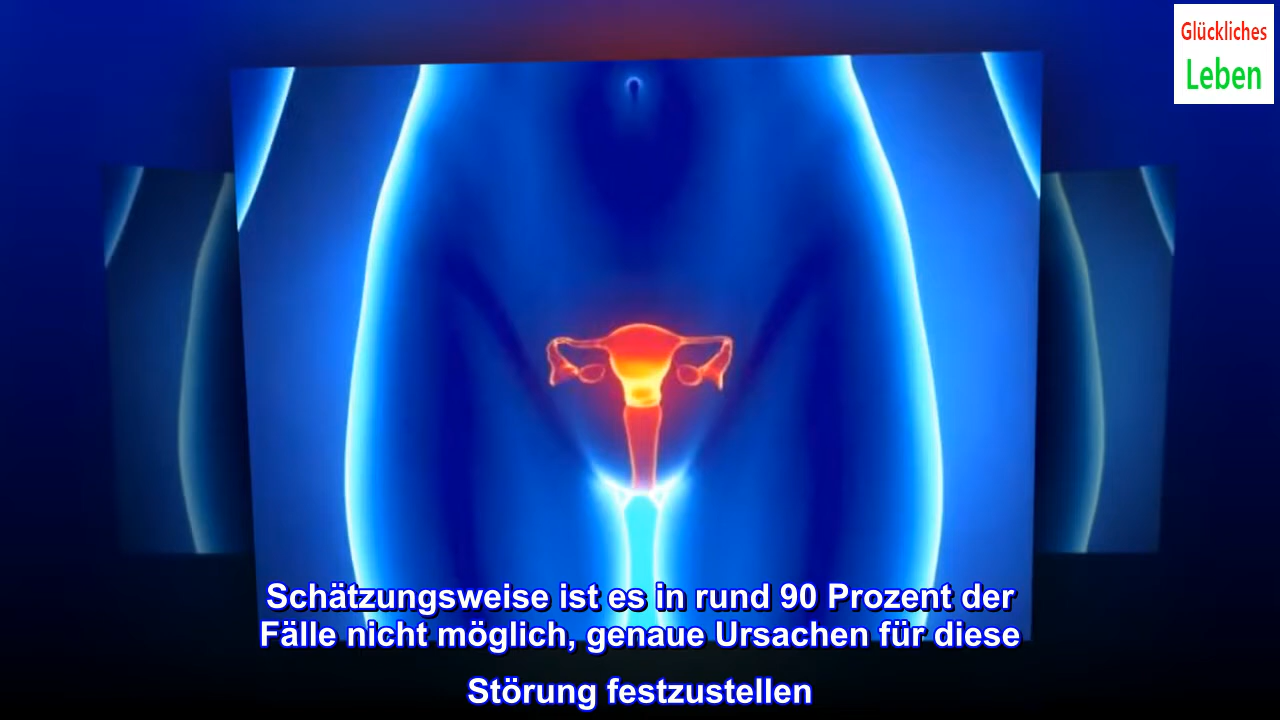 Glückliches
Leben
Schätzungsweise ist es in rund 90 Prozent der
Fälle nicht möglich, genaue Ursachen für diese
Störung festzustellen